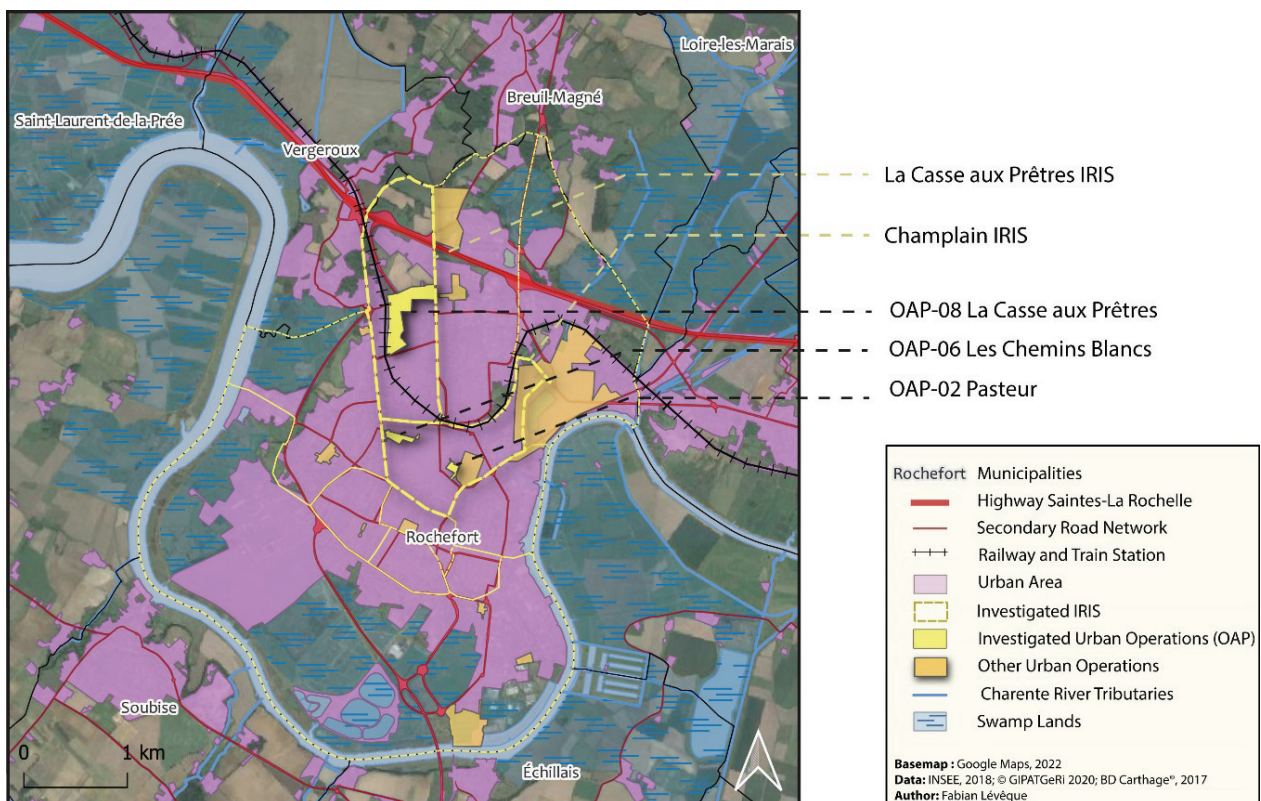 Loire-les-Marais
Breuil-Magné
Saint-Laurent-de-la-Prée
Vergeroux
Rochefort
Soubise
Échillais
0 1 km
La Casse aux Prêtres IRIS
Champlain IRIS
OAP-08 La Casse aux Prêtres
OAP-06 Les Chemins Blancs
OAP-02 Pasteur
Rochefort Municipalities
Highway Saintes-La Rochelle
Secondary Road Network
Railway and Train Station
Urban Area
Investigated IRIS
Investigated Urban Operations (OAP)
Other Urban Operations
Charente River Tributaries
Swamp Lands
Basemap : Google Maps, 2022
Data: INSEE, 2018; © GIPATGeRi 2020; BD Carthage®, 2017
Author: Fabian Lévêque